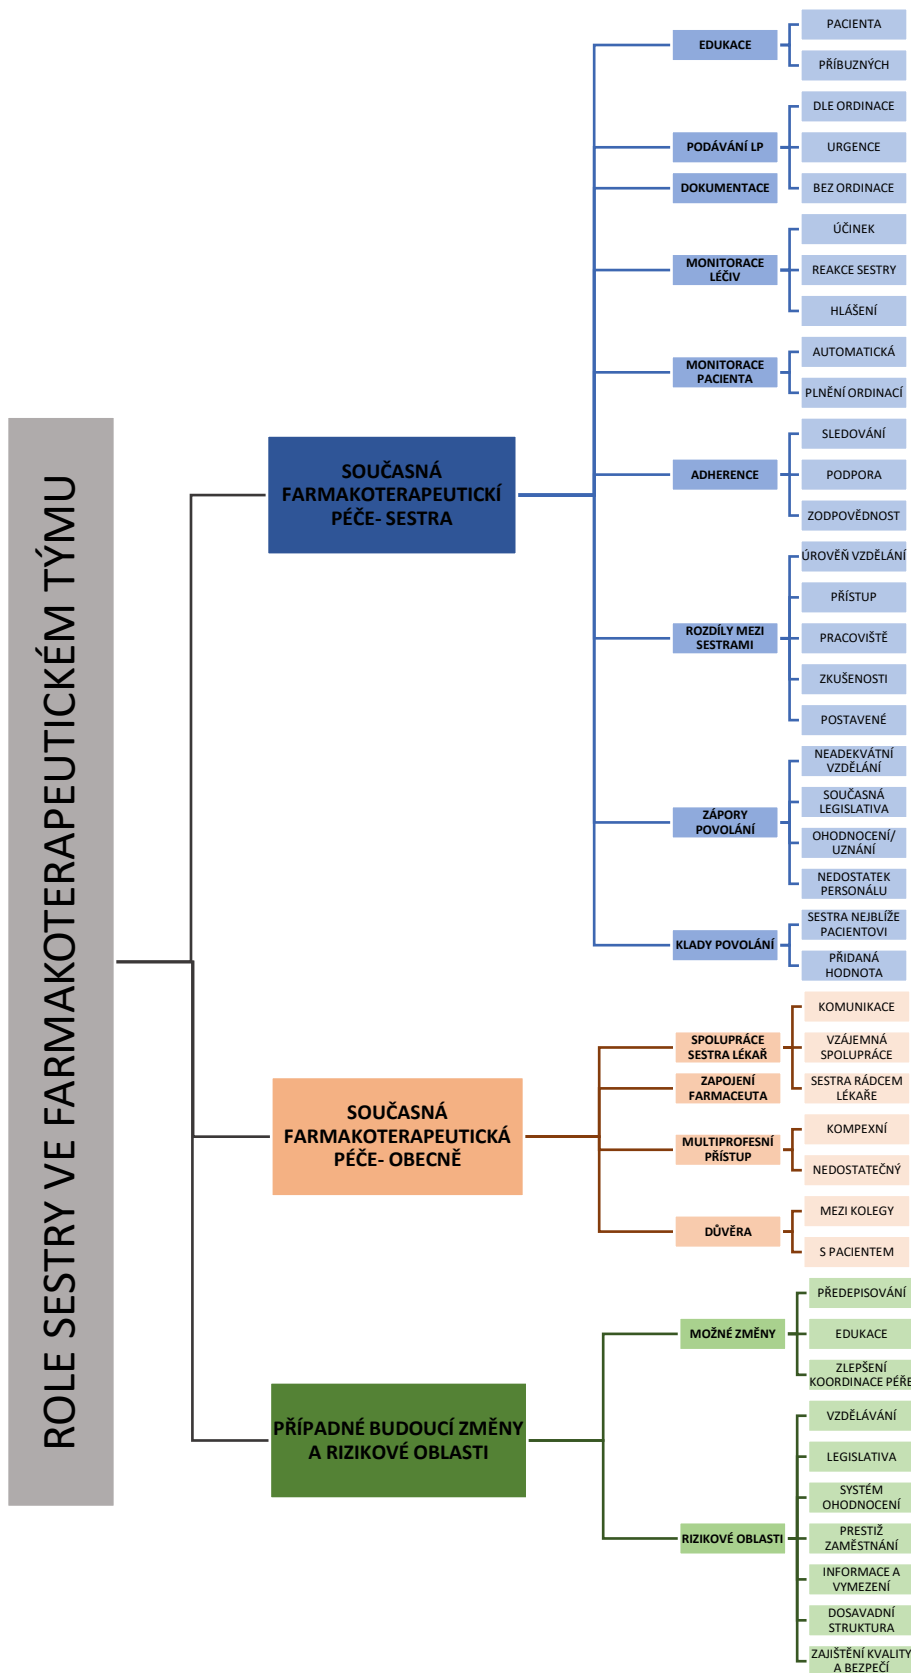 ROLE SESTRY VE FARMAKOTERAPEUTICKÉM TÝMU
SOUČASNÁ
FARMAKOTERAPEUTICKÍ
PÉČE- SESTRA
EDUKACE
PACIENTA
PŘÍBUZNÝCH
PODÁVÁNÍ LP
DLE ORDINACE
URGENCE
BEZ ORDINACE
DOKUMENTACE
MONITORACE
LÉČIV
ÚČINEK
REAKCE SESTRY
HLÁŠENÍ
MONITORACE
PACIENTA
AUTOMATICKÁ
PLNĚNÍ ORDINACÍ
ADHERENCE
SLEDOVÁNÍ
PODPORA
ZODPOVĚDNOST
ROZDÍLY MEZI
SESTRAMI
ÚROVĚŇ VZDĚLÁNÍ
PŘÍSTUP
PRACOVIŠTĚ
ZKUŠENOSTI
POSTAVENÉ
ZÁPORY
POVOLÁNÍ
NEADEKVÁTNÍ
VZDĚLÁNÍ
SOUČASNÁ
LEGISLATIVA
OHODNOCENÍ/
UZNÁNÍ
NEDOSTATEK
PERSONÁLU
KLADY POVOLÁNÍ
SESTRA NEJBLÍŽE
PACIENTOVI
PŘIDANÁ
HODNOTA
SOUČASNÁ
FARMAKOTERAPEUTICKÁ
PÉČE- OBECNĚ
SPOLUPRÁCE
SESTRA LÉKAŘ
KOMUNIKACE
VZÁJEMNÁ
SPOLUPRÁCE
SESTRA RÁDCEM
LÉKAŘE
ZAPOJENÍ
FARMACEUTA
MULTIPROFESNÍ
PŘÍSTUP
KOMPEXNÍ
NEDOSTATEČNÝ
DŮVĚRA
MEZI KOLEGY
S PACIENTEM
PŘÍPADNÉ BUDOUCÍ ZMĚNY
A RIZIKOVÉ OBLASTI
MOŽNÉ ZMĚNY
PŘEDEPISOVÁNÍ
EDUKACE
ZLEPŠENÍ
KOORDINACE PÉŘE
RIZIKOVÉ OBLASTI
VZDĚLÁVÁNÍ
LEGISLATIVA
SYSTÉM
OHODNOCENÍ
PRESTIŽ
ZAMĚSTNÁNÍ
INFORMACE A
VYMEZENÍ
DOSAVADNÍ
STRUKTURA
ZAJIŠTĚNÍ KVALITY
A BEZPEČÍ